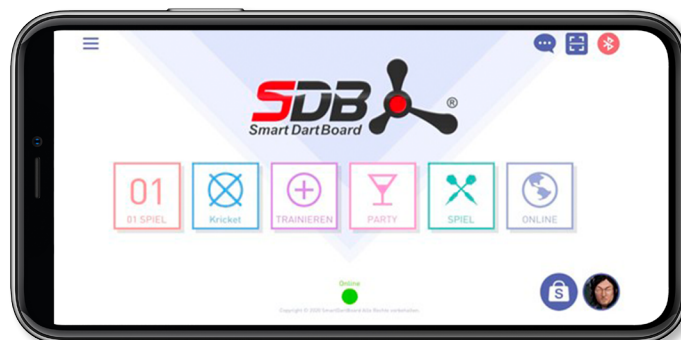 SDB ®
Smart DartBoard
01
01 SPIEL
Kricket
TRAINIEREN
PARTY
SPIEL
ONLINE
Online
S